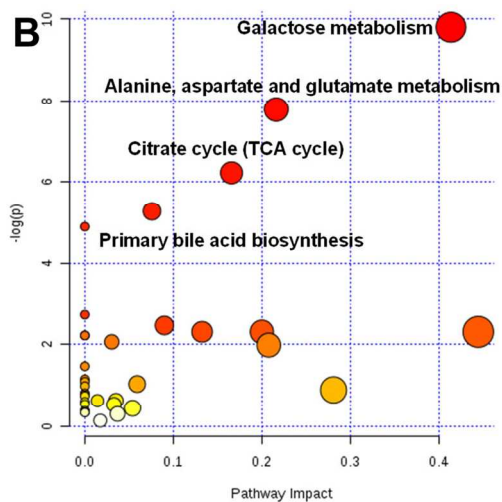 B
Galactose metabolism
Alanine, aspartate and glutamate metabolism
Citrate cycle (TCA cycle)
Primary bile acid biosynthesis
-log(p)
10
8
6
4
2
0
0.0 0.1 0.2 0.3 0.4
Pathway Impact